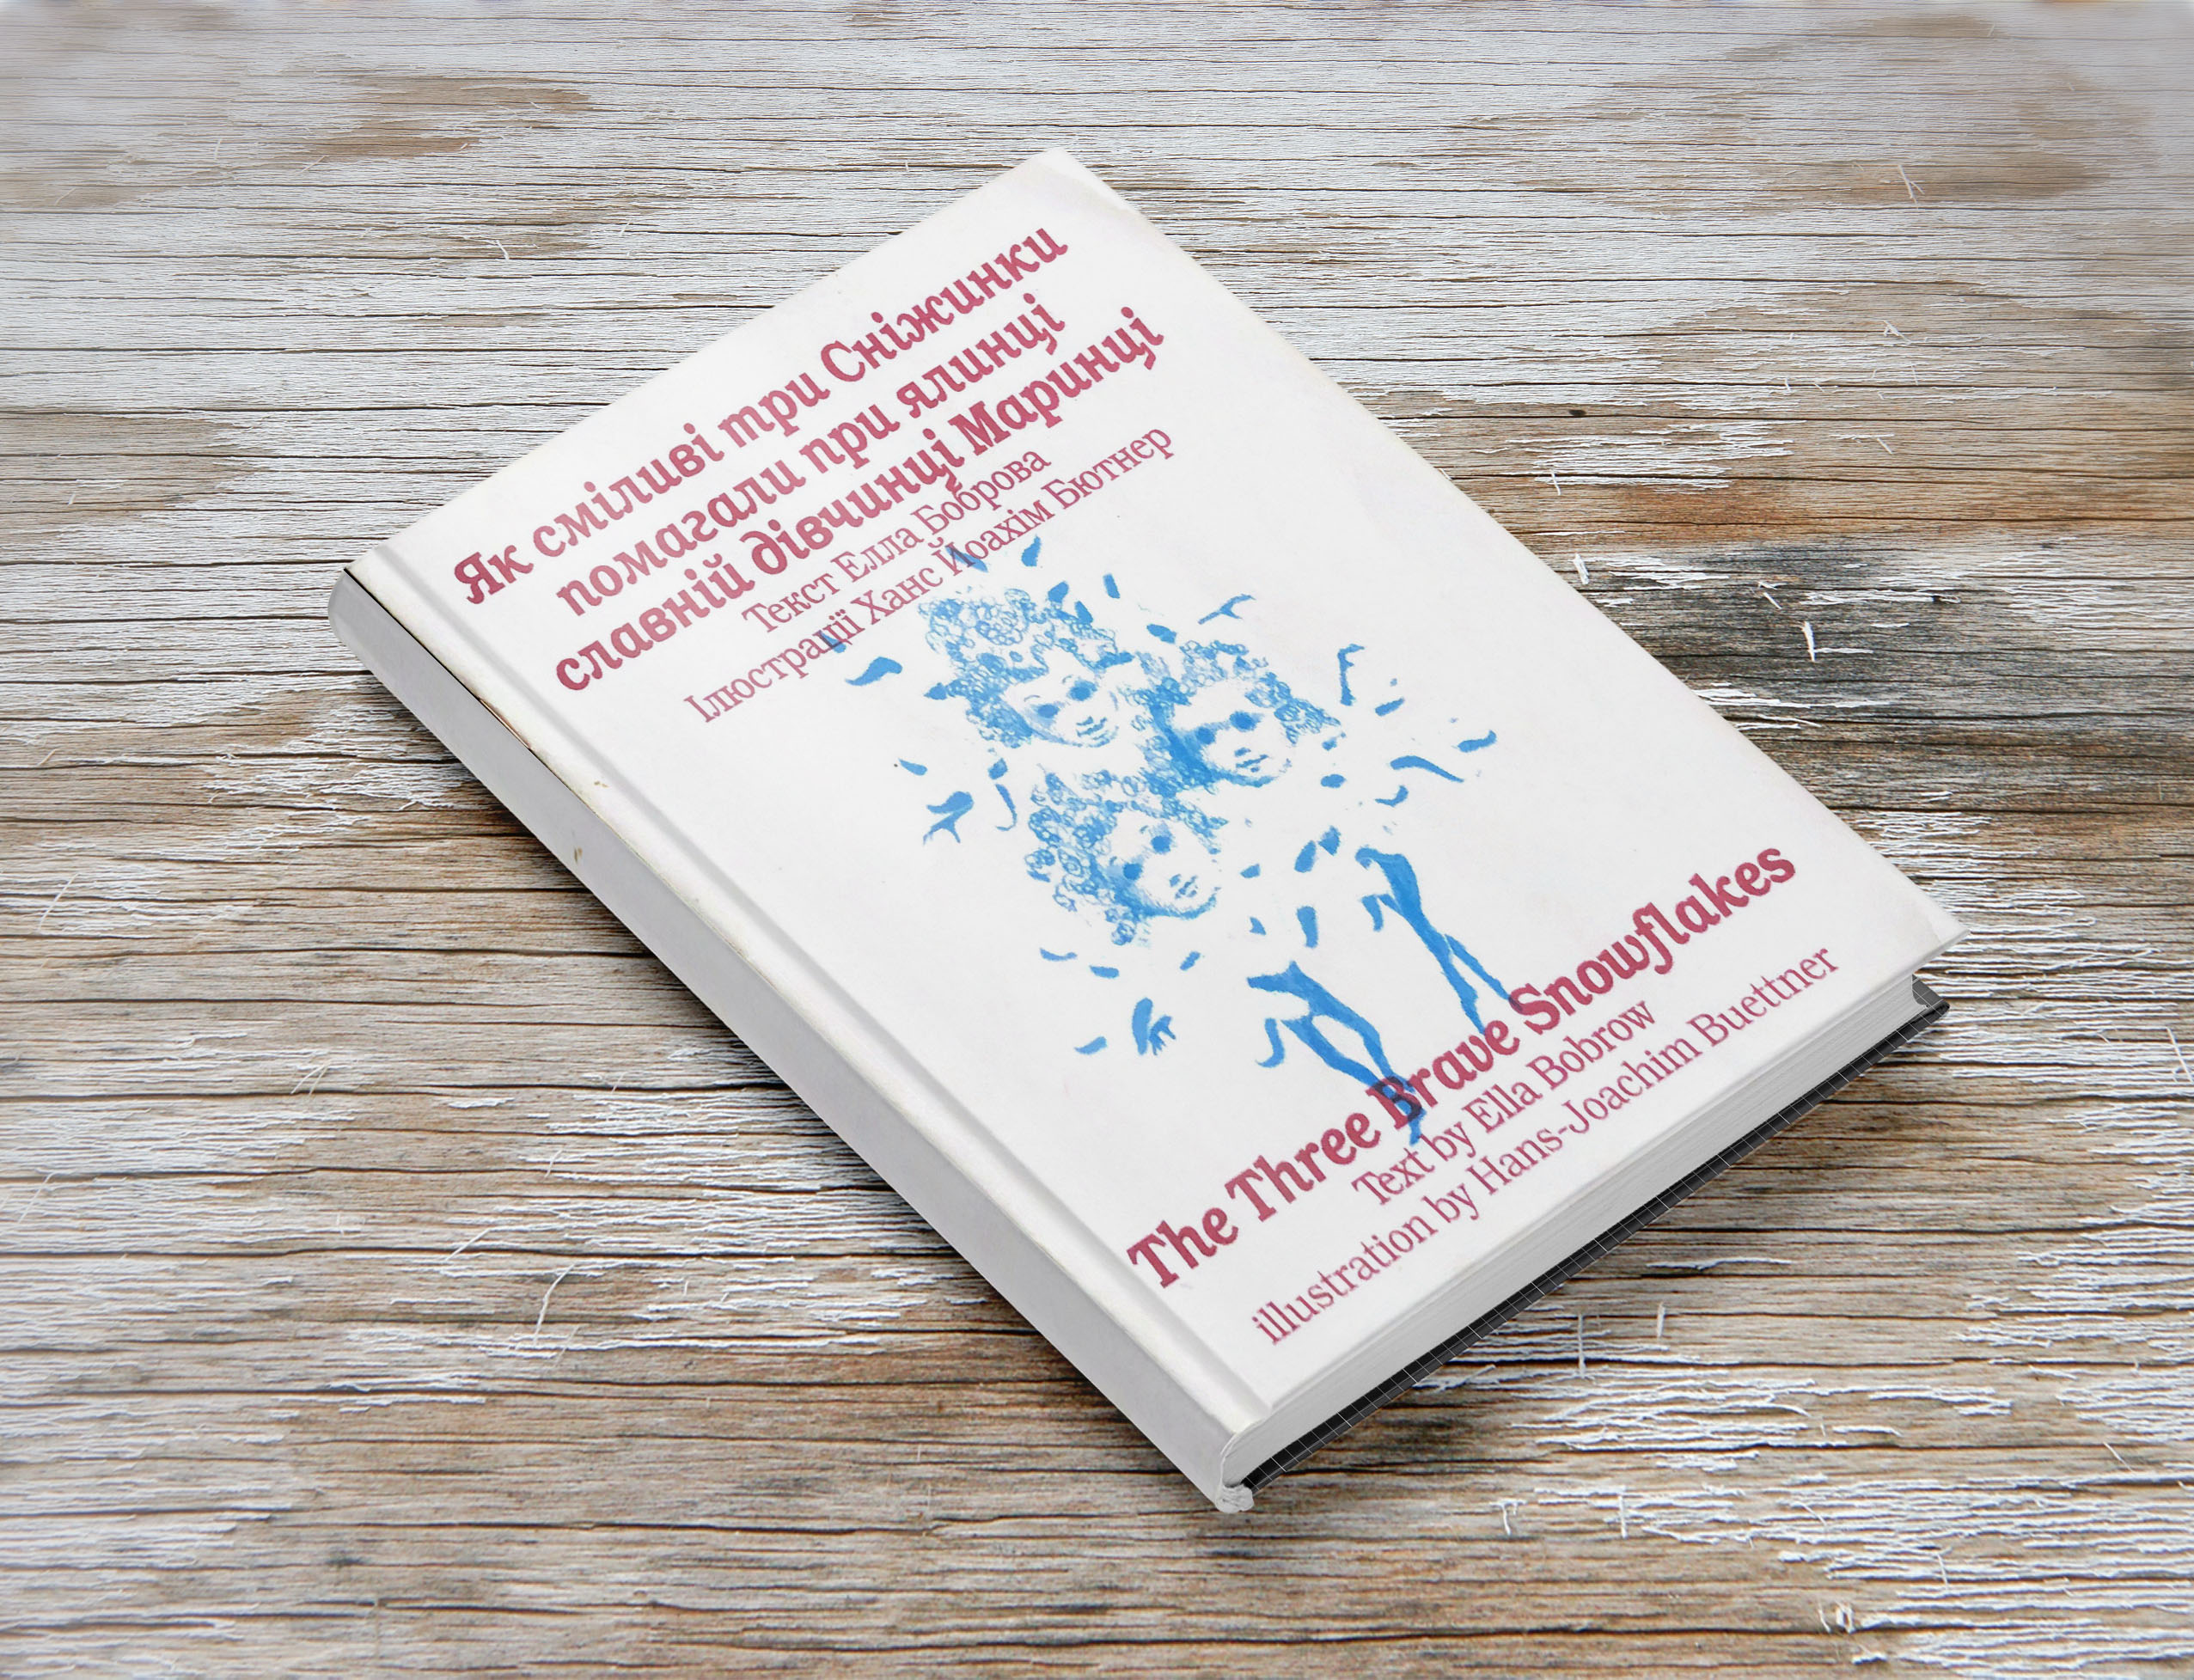 Як сміливі три Сніжинки
помагали при ялинці
славній дівчинці Маринці
Текст Елла Боброва
Ілюстрації Ханс Йоахім Бютнер
The Three Brave Snowflakes
Text by Ella Bobrow
illustration by Hans-Joachim Buettner